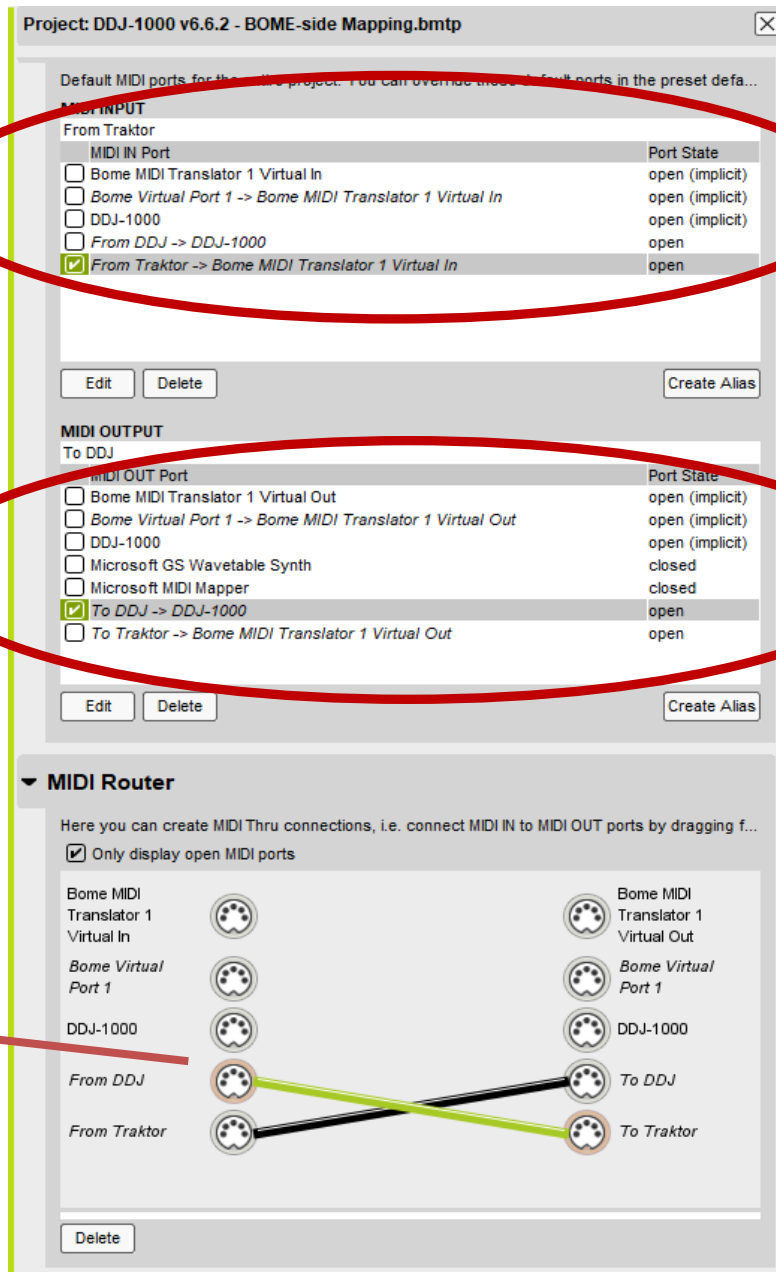 Project: DDJ-1000 v6.6.2 - BOME-side Mapping.bmtp
Default MIDI ports for the entire project. You can override these default ports in the preset defa...
MIDI INPUT
From Traktor
MIDI IN Port Port State
Bome MIDI Translator 1 Virtual In open (implicit)
Bome Virtual Port 1 -> Bome MIDI Translator 1 Virtual In open (implicit)
DDJ-1000 open (implicit)
From DDJ -> DDJ-1000 open
From Traktor -> Bome MIDI Translator 1 Virtual In open
Edit Delete Create Alias
MIDI OUTPUT
To DDJ
MIDI OUT Port Port State
Bome MIDI Translator 1 Virtual Out open (implicit)
Bome Virtual Port 1 -> Bome MIDI Translator 1 Virtual Out open (implicit)
DDJ-1000 open (implicit)
Microsoft GS Wavetable Synth closed
Microsoft MIDI Mapper closed
To DDJ -> DDJ-1000 open
To Traktor -> Bome MIDI Translator 1 Virtual Out open
Edit Delete Create Alias
MIDI Router
Here you can create MIDI Thru connections, i.e. connect MIDI IN to MIDI OUT ports by dragging f...
Only display open MIDI ports
Bome MIDI Bome MIDI
Translator 1 Translator 1
Virtual In Virtual Out
Bome Virtual Bome Virtual
Port 1 Port 1
DDJ-1000 DDJ-1000
From DDJ To DDJ
From Traktor To Traktor
Delete